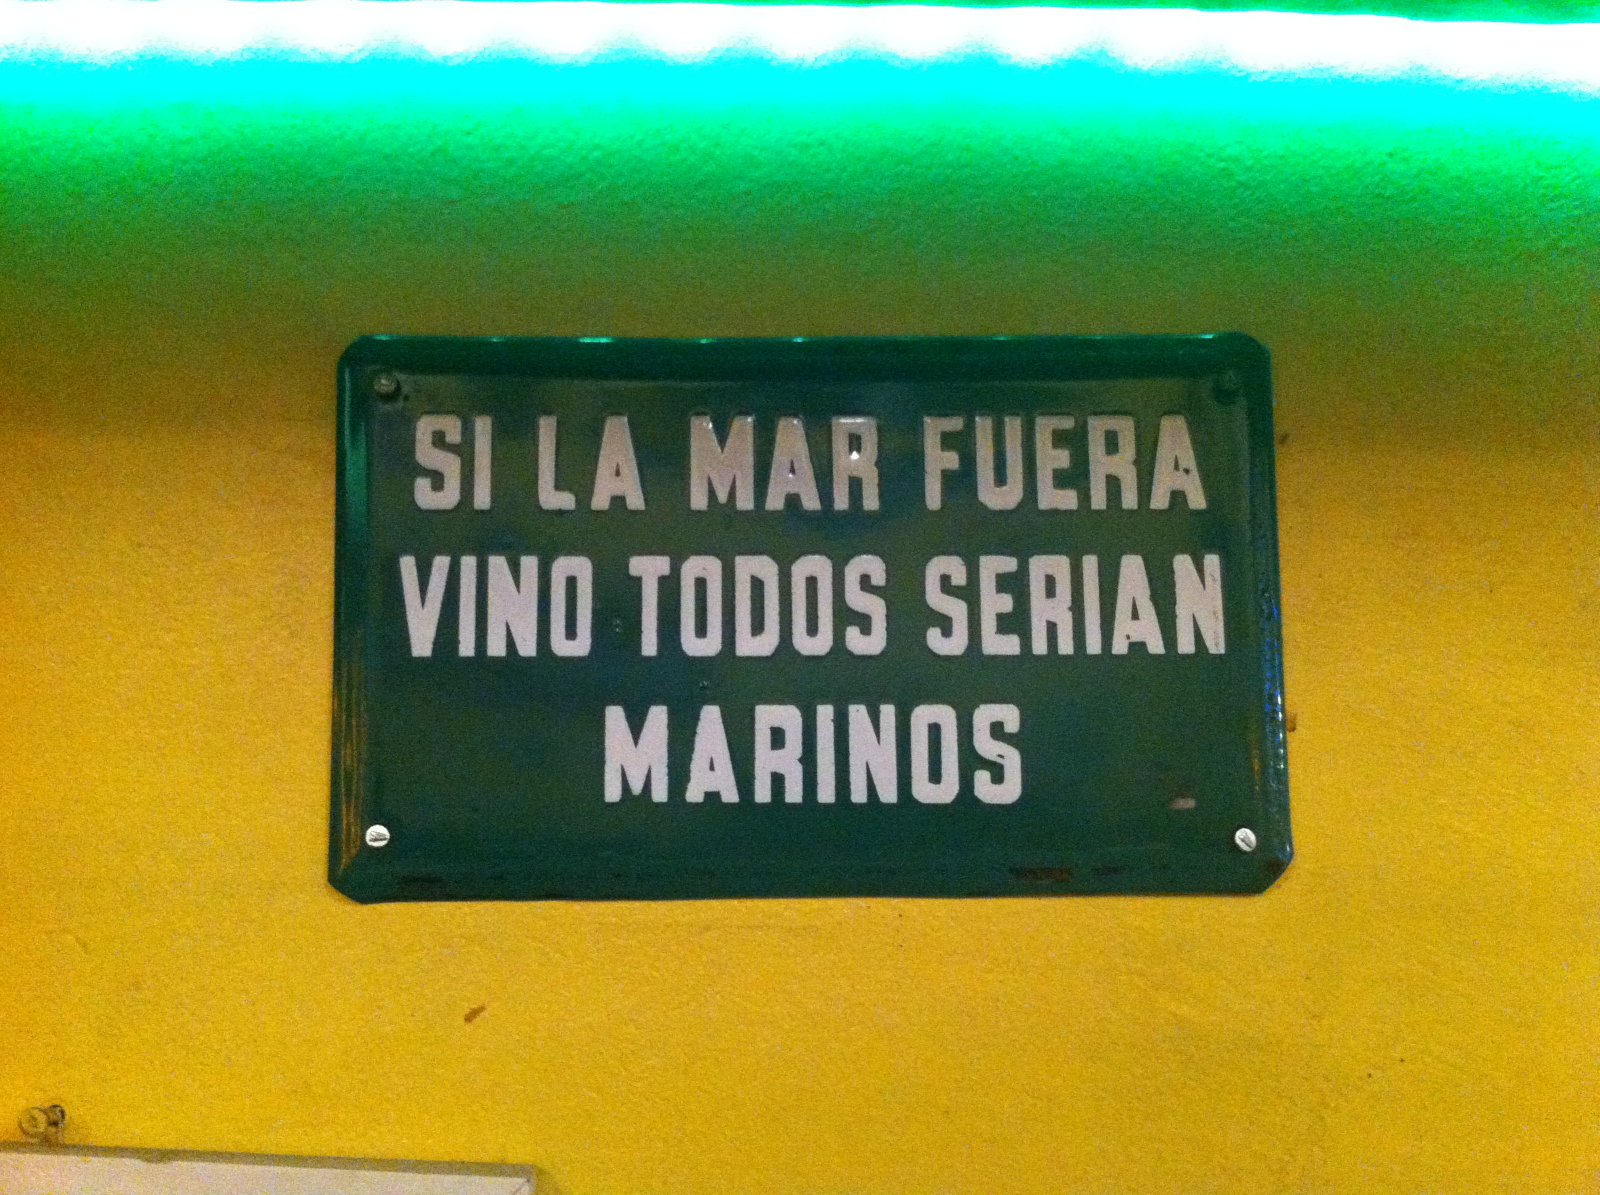 SI LA MAR FUERA
VINO TODOS SERIAN
MARINOS